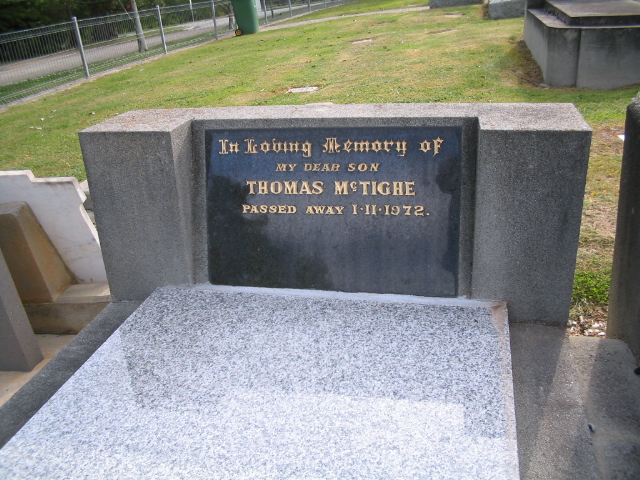 In Loving Memory of
MY DEAR SON
THOMAS McTIGHE
PASSED AWAY 1·11·1972.